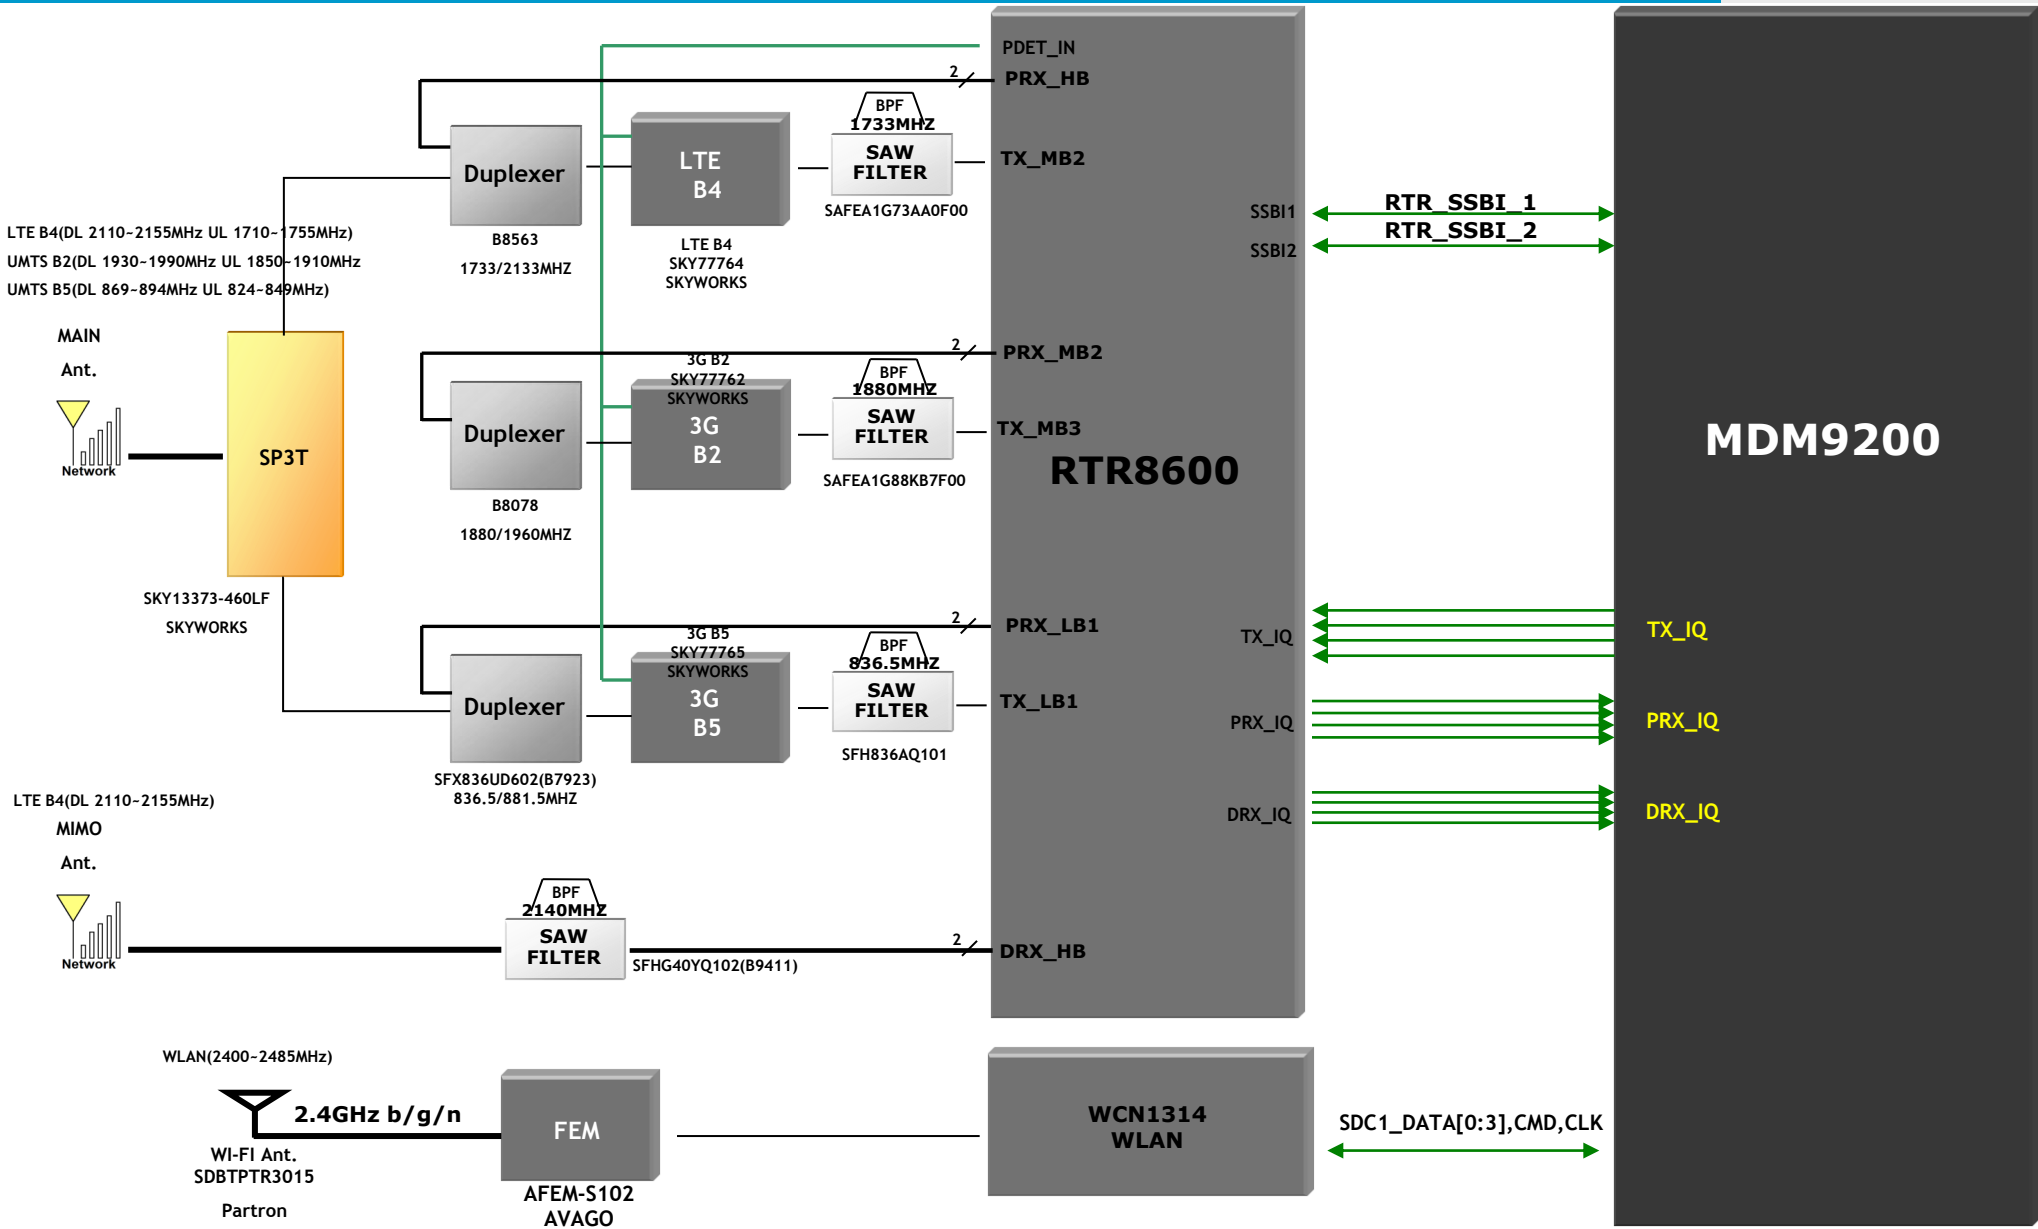 PDET_IN
2
PRX_HB
BPF
1733MHZ
SAW
FILTER
TX_MB2
SAFEA1G73AA0F00
Duplexer
B8563
1733/2133MHZ
LTE
B4
LTE B4
SKY77764
SKYWORKS
LTE B4(DL 2110~2155MHz UL 1710~1755MHz)
UMTS B2(DL 1930~1990MHz UL 1850~1910MHz
UMTS B5(DL 869~894MHz UL 824~849MHz)
SSBI1
RTR_SSBI_1
SSBI2
RTR_SSBI_2
MAIN
Ant.
Network
SP3T
SKY13373-460LF
SKYWORKS
2
PRX_MB2
3G B2
SKY77762
SKYWORKS
3G
B2
BPF
1880MHZ
SAW
FILTER
TX_MB3
SAFEA1G88KB7F00
Duplexer
B8078
1880/1960MHZ
RTR8600
MDM9200
2
PRX_LB1
3G B5
SKY77765
SKYWORKS
3G
B5
BPF
836.5MHZ
SAW
FILTER
TX_LB1
SFH836AQ101
Duplexer
SFX836UD602(B7923)
836.5/881.5MHZ
TX_IQ
TX_IQ
PRX_IQ
PRX_IQ
DRX_IQ
DRX_IQ
LTE B4(DL 2110~2155MHz)
MIMO
Ant.
Network
BPF
2140MHZ
SAW
FILTER
SFHG40YQ102(B9411)
2
DRX_HB
WLAN(2400~2485MHz)
2.4GHz b/g/n
WI-FI Ant.
SDBTPTR3015
Partron
FEM
AFEM-S102
AVAGO
WCN1314
WLAN
SDC1_DATA[0:3],CMD,CLK